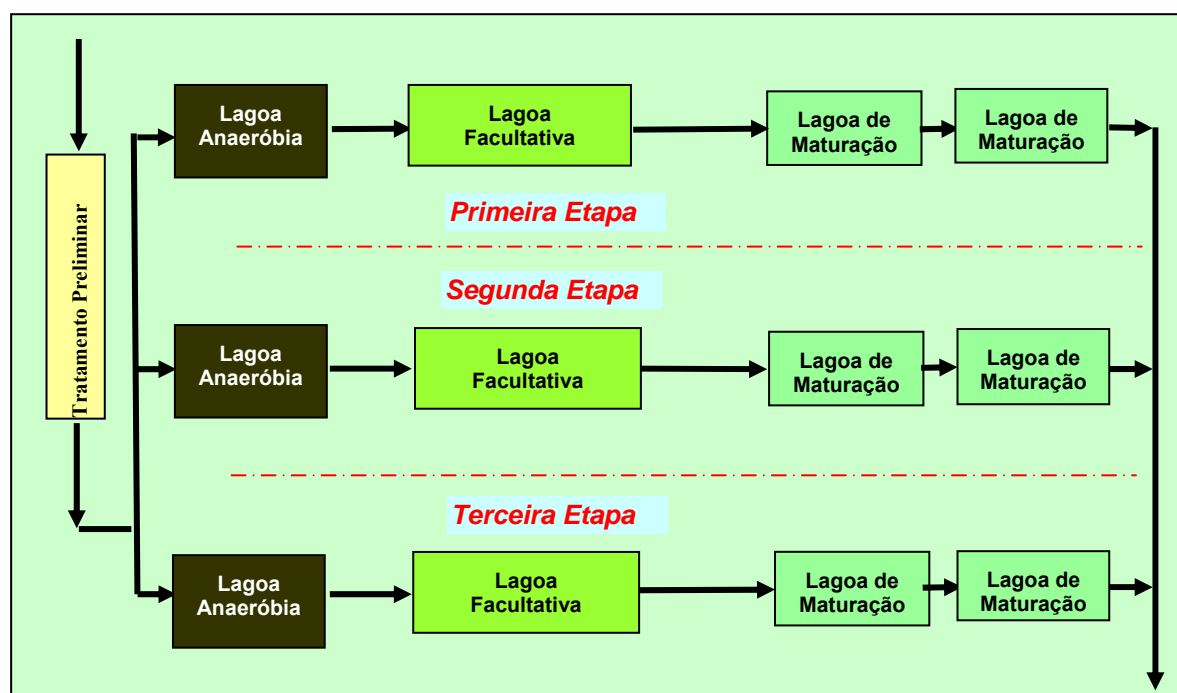 Tratamento Preliminar
Lagoa
Anaeróbia
Lagoa
Facultativa
Lagoa de
Maturação
Lagoa de
Maturação
Primeira Etapa
Segunda Etapa
Lagoa
Anaeróbia
Lagoa
Facultativa
Lagoa de
Maturação
Lagoa de
Maturação
Terceira Etapa
Lagoa
Anaeróbia
Lagoa
Facultativa
Lagoa de
Maturação
Lagoa de
Maturação